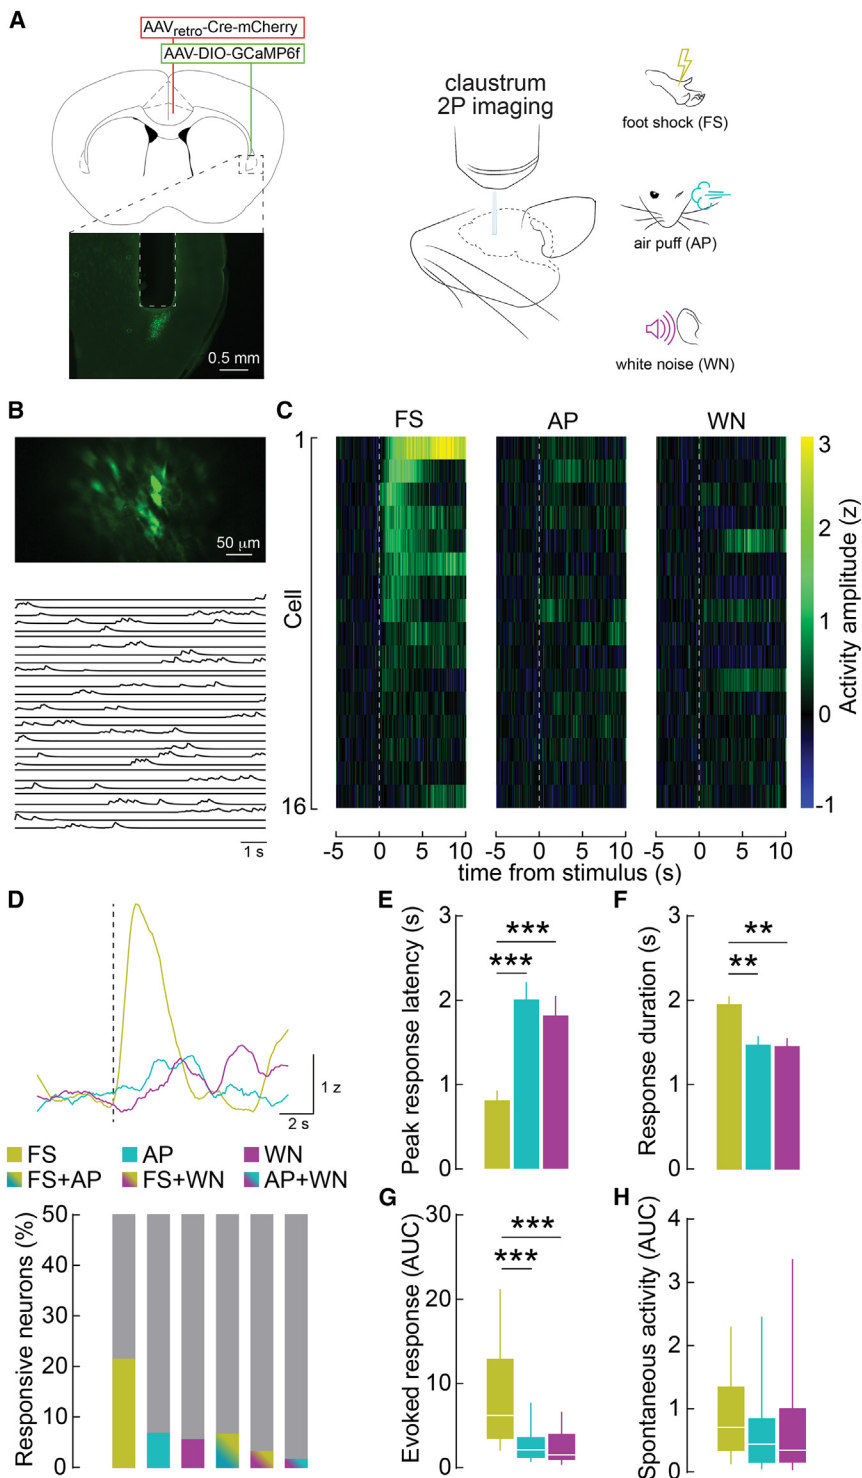 A
AAVretro-Cre-mCherry
AAV-DIO-GCaMP6f
0.5 mm
claustrum
2P imaging
foot shock (FS)
air puff (AP)
white noise (WN)
B
50 μm
1 s
C
FS AP WN
1
Cell
16
-5 0 5 10 -5 0 5 10 -5 0 5 10
time from stimulus (s)
3
2
1
0
-1
Activity amplitude (z)
D
1 z
2 s
FS AP WN
FS+AP FS+WN AP+WN
Responsive neurons (%)
50
40
30
20
10
0
E
Peak response latency (s)
3
2
1
0
***
***
F
Response duration (s)
3
2
1
0
**
**
G
Evoked response (AUC)
30
20
10
0
***
***
H
Spontaneous activity (AUC)
4
3
2
1
0